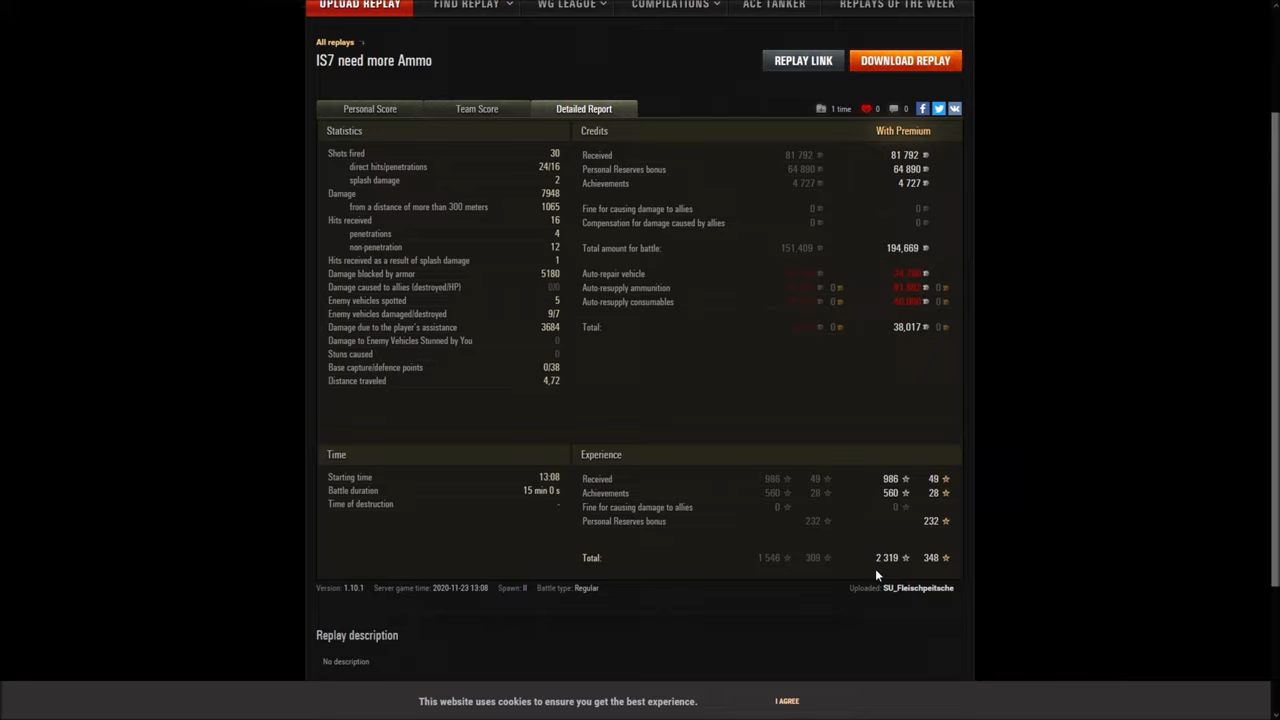 UPLOAD REPLAY FIND REPLAY WG LEAGUE COMPILATIONS ACE TANKER REPLAYS OF THE WEEK
All replays
IS7 need more Ammo
REPLAY LINK DOWNLOAD REPLAY
Personal Score Team Score Detailed Report 1 time 0 0
Statistics Credits With Premium
Shots fired 30 Received 81 792 81 792
direct hits/penetrations 24/16 Personal Reserves bonus 64 890 64 890
splash damage 2 Achievements 4 727 4 727
Damage 7948
from a distance of more than 300 meters 1065 Fine for causing damage to allies 0 0
Hits received 16 Compensation for damage caused by allies 0 0
penetrations 4
non-penetration 12 Total amount for battle: 151,409 194,669
Hits received as a result of splash damage 1
Damage blocked by armor 5180 Auto-repair vehicle
Damage caused to allies (destroyed/HP) 0/0 Auto-resupply ammunition 0 0
Enemy vehicles spotted 5 Auto-resupply consumables 0 0
Enemy vehicles damaged/destroyed 9/7
Damage due to the player's assistance 3684 Total: 0 38,017 0
Damage to Enemy Vehicles Stunned by You 0
Stuns caused 0
Base capture/defence points 0/38
Distance traveled 4,72
Time Experience
Starting time 13:08 Received 986 49 986 49
Battle duration 15 min 0 s Achievements 560 28 560 28
Time of destruction - Fine for causing damage to allies 0 0
Personal Reserves bonus 232 232
Total: 1 546 309 2 319 348
Version: 1.10.1 Server game time: 2020-11-23 13:08 Spawn: II Battle type: Regular Uploaded: SU_Fleischpeitsche
Replay description
No description
This website uses cookies to ensure you get the best experience. I AGREE